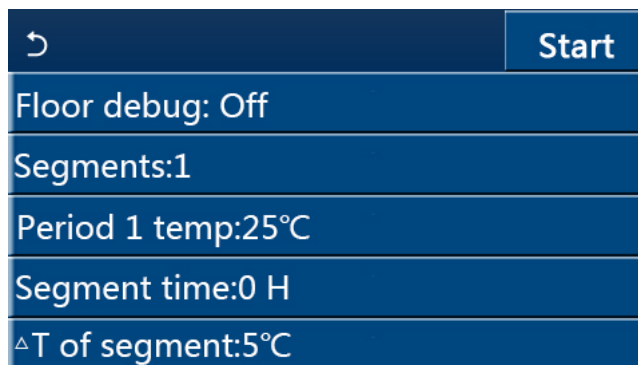 Start
Floor debug: Off
Segments:1
Period 1 temp:25℃
Segment time:0 H
△T of segment:5℃